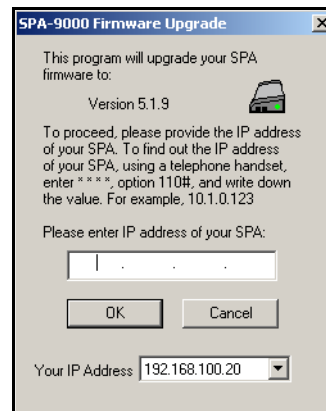 SPA-9000 Firmware Upgrade
This program will upgrade your SPA
firmware to:
Version 5.1.9
To proceed, please provide the IP address
of your SPA. To find out the IP address
of your SPA, using a telephone handset,
enter * * * *, option 110#, and write down
the value. For example, 10.1.0.123
Please enter IP address of your SPA:
. . .
OK Cancel
Your IP Address 192.168.100.20